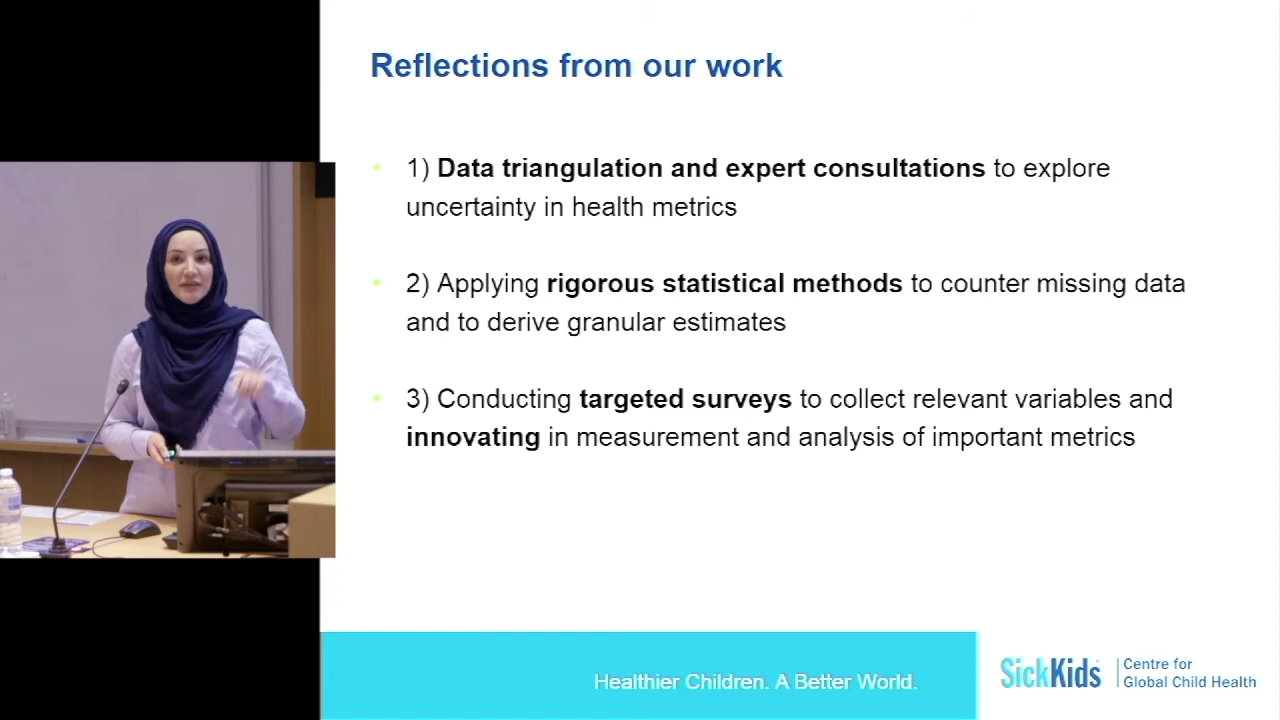 Reflections from our work
1) Data triangulation and expert consultations to explore
uncertainty in health metrics
2) Applying rigorous statistical methods to counter missing data
and to derive granular estimates
3) Conducting targeted surveys to collect relevant variables and
innovating in measurement and analysis of important metrics
Healthier Children. A Better World.
SickKids
Centre for
Global Child Health